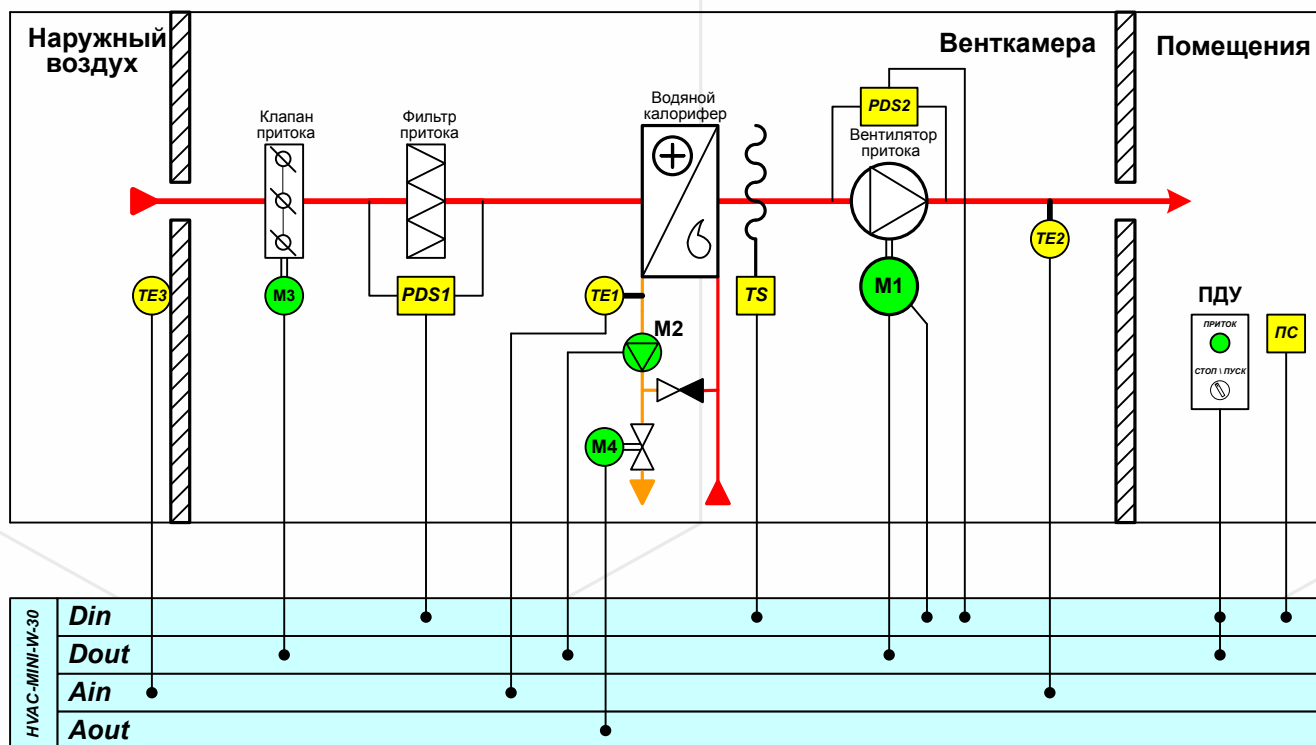 Наружный
воздух
Венткамера
Помещения
Клапан
притока
Фильтр
притока
Водяной
калорифер
PDS2
Вентилятор
притока
TE3
M3
PDS1
TE1
TS
M1
TE2
ПДУ
ПРИТОК
СТОП \ ПУСК
ПС
M2
M4
HVAC-MINI-W-30
Din
Dout
Ain
Aout